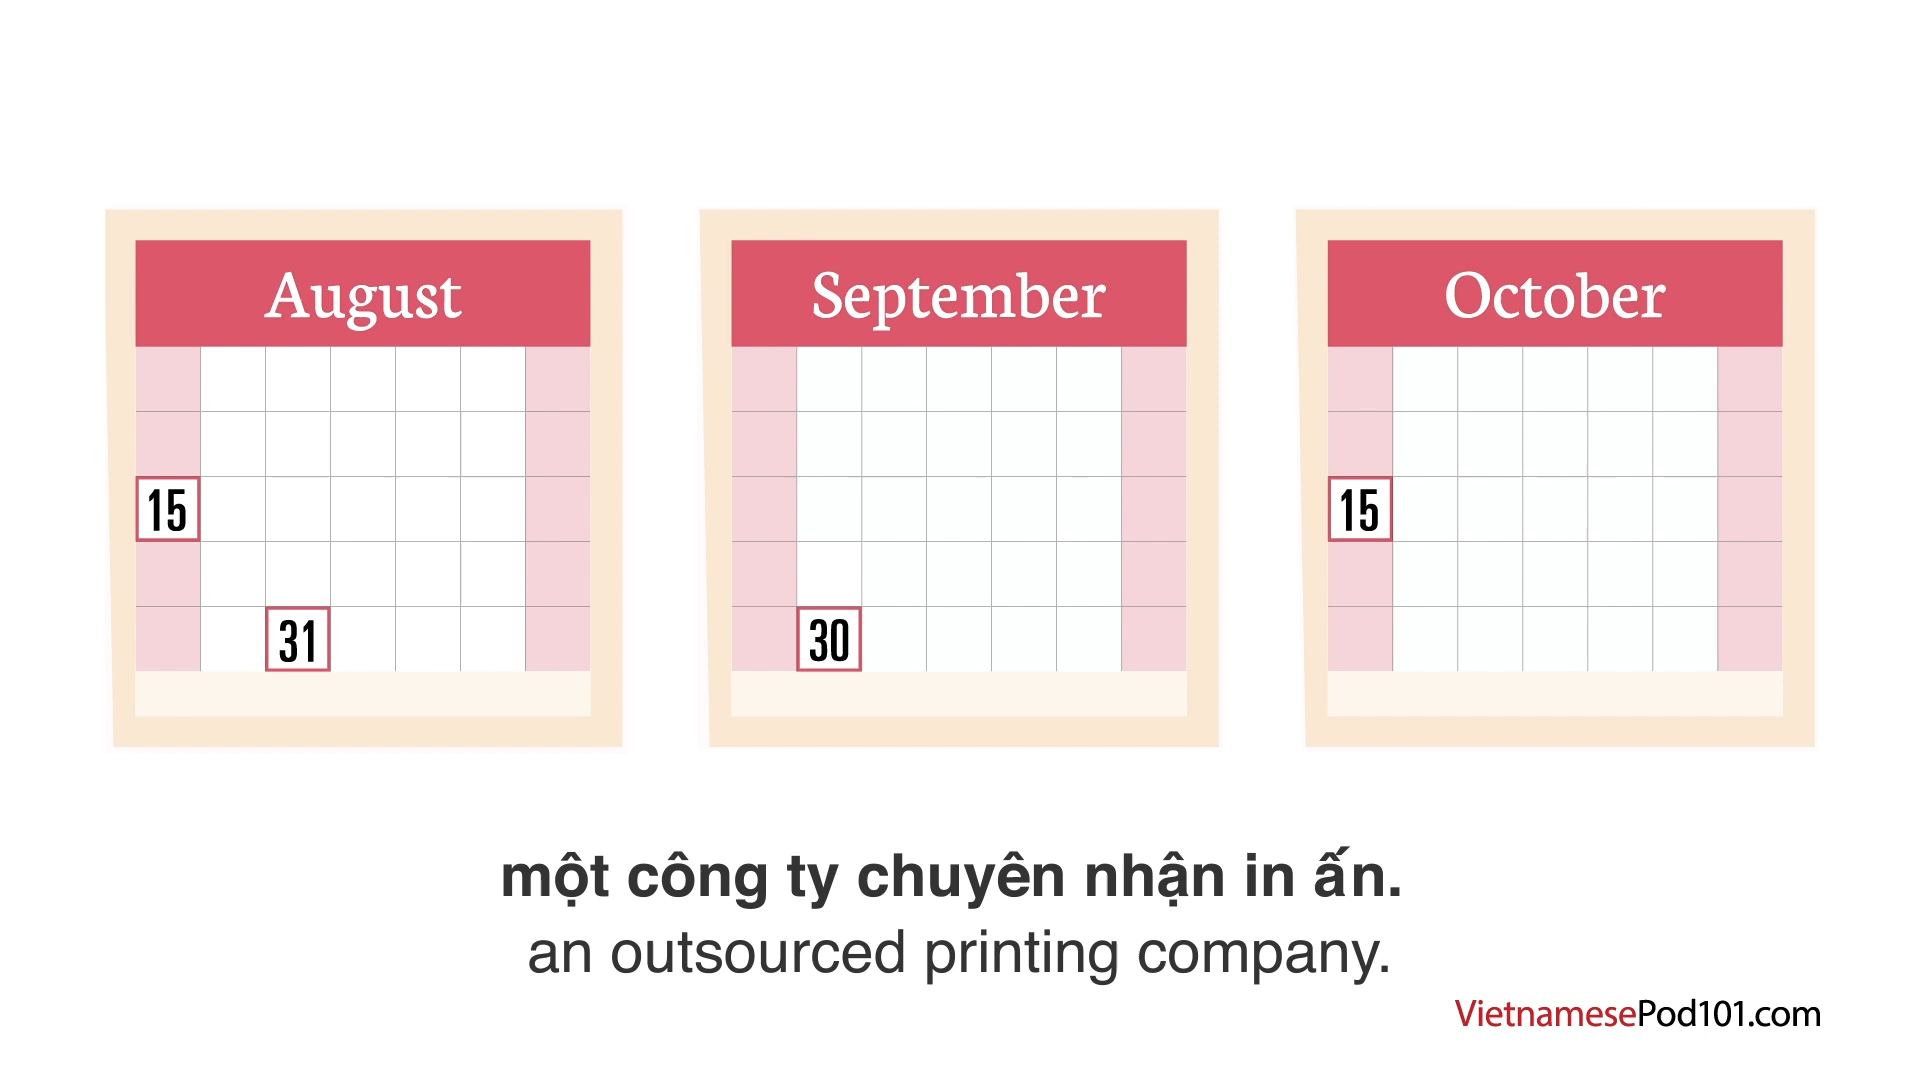 August
15
31
September
30
October
15
một công ty chuyên nhận in ấn.
an outsourced printing company.
VietnamesePod101.com